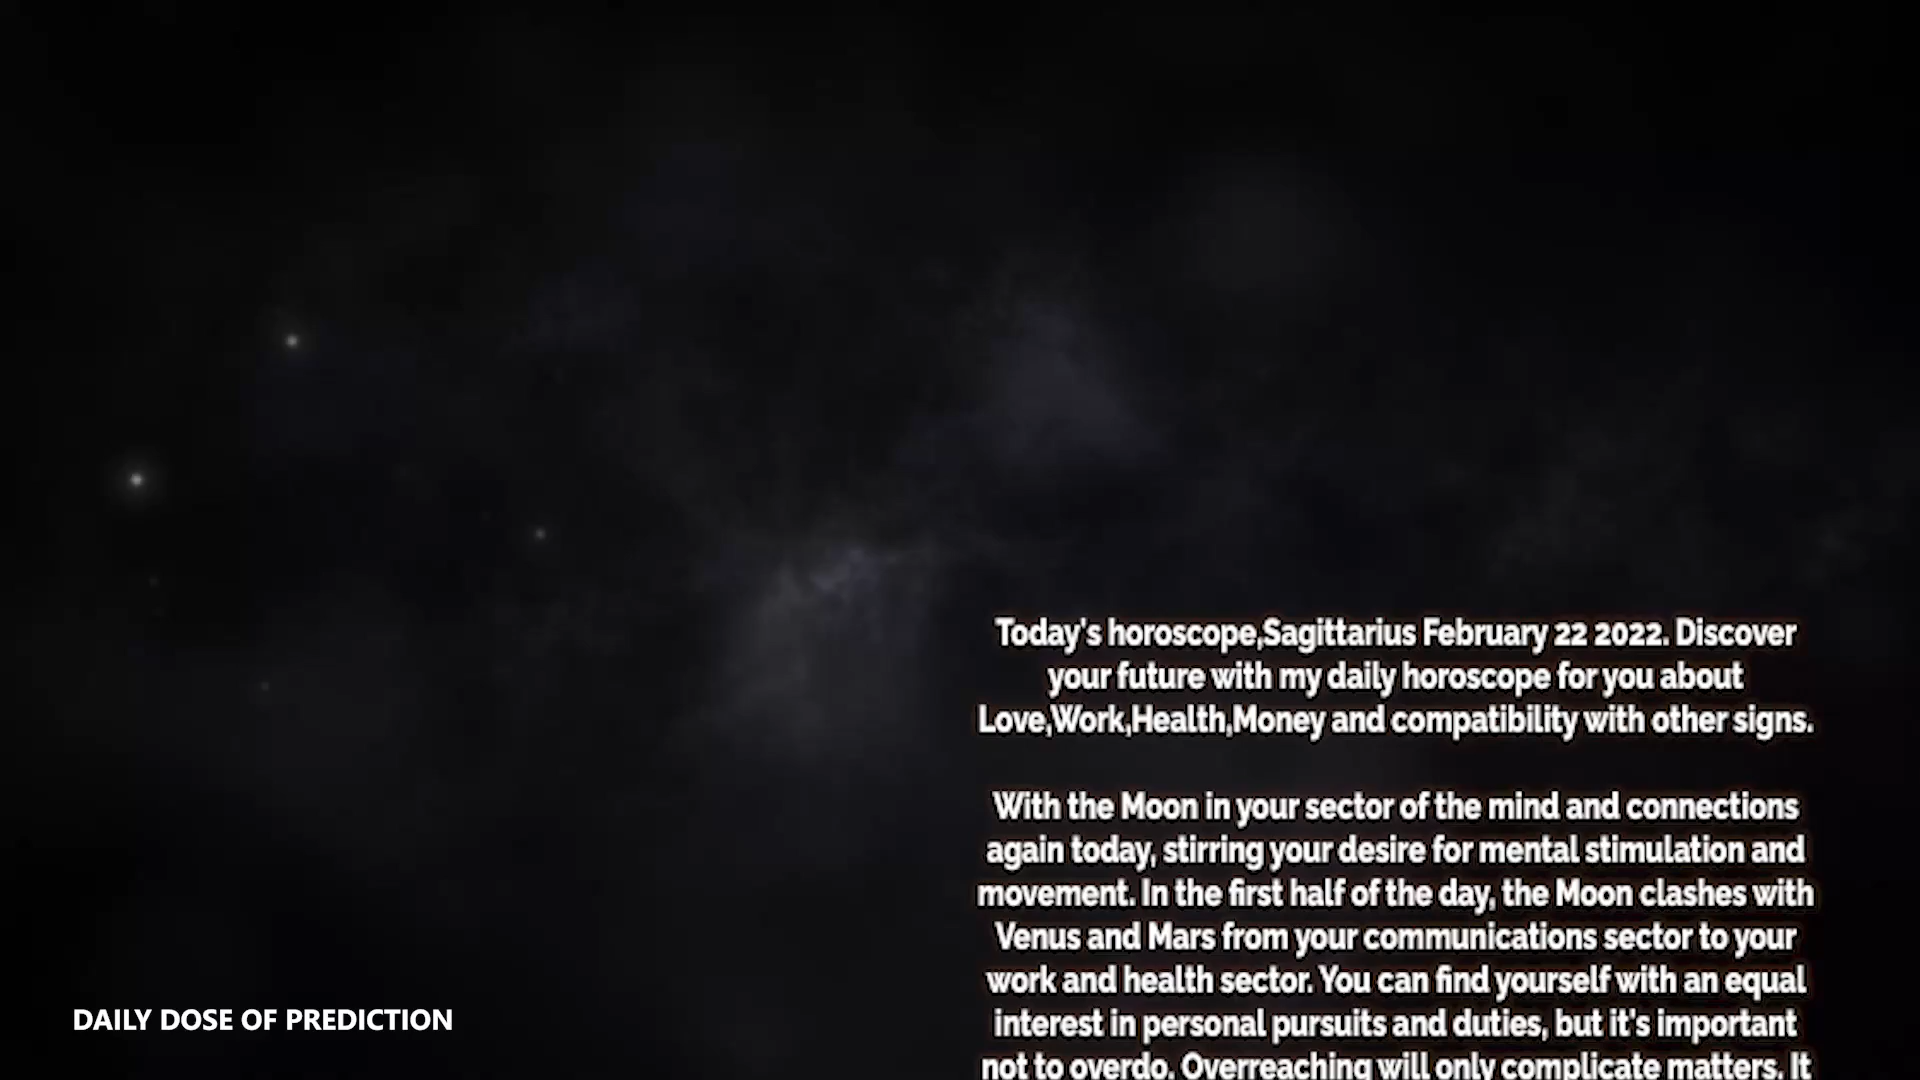 Today's horoscope,Sagittarius February 22 2022. Discover
your future with my daily horoscope for you about
Love,Work,Health,Money and compatibility with other signs.
With the Moon in your sector of the mind and connections
again today, stirring your desire for mental stimulation and
movement. In the first half of the day, the Moon clashes with
Venus and Mars from your communications sector to your
work and health sector. You can find yourself with an equal
interest in personal pursuits and duties, but it's important
not to overdo. Overreaching will only complicate matters. It
DAILY DOSE OF PREDICTION